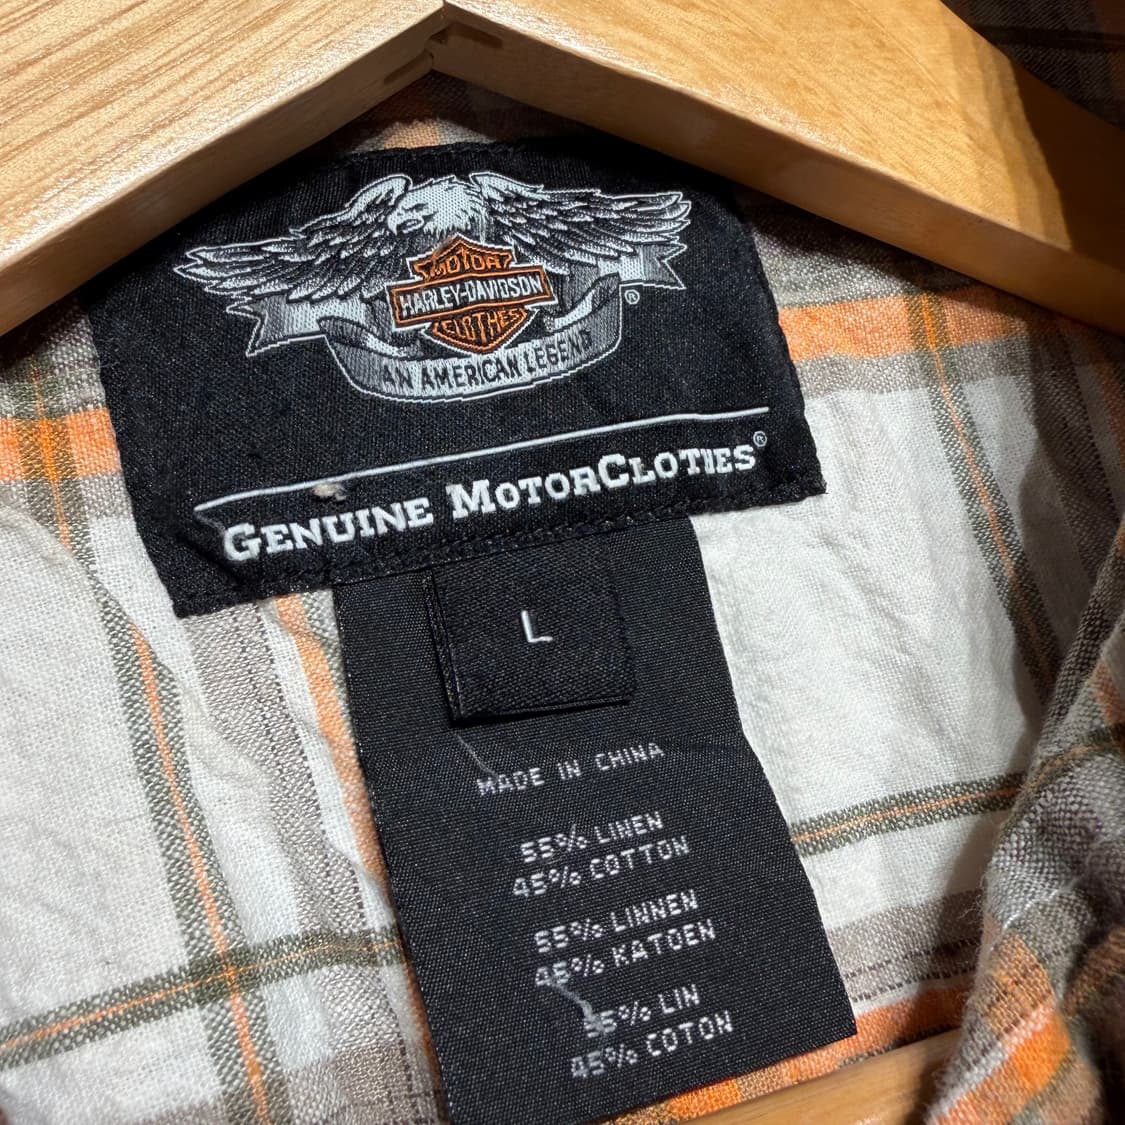 MOTOR
HARLEY-DAVIDSON
CLOTHES
®
AN AMERICAN LEGEND
GENUINE MOTORCLOTHES®
L
MADE IN CHINA
55% LINEN
45% COTTON
55% LINNEN
45% KATOEN
55% LIN
45% COTON